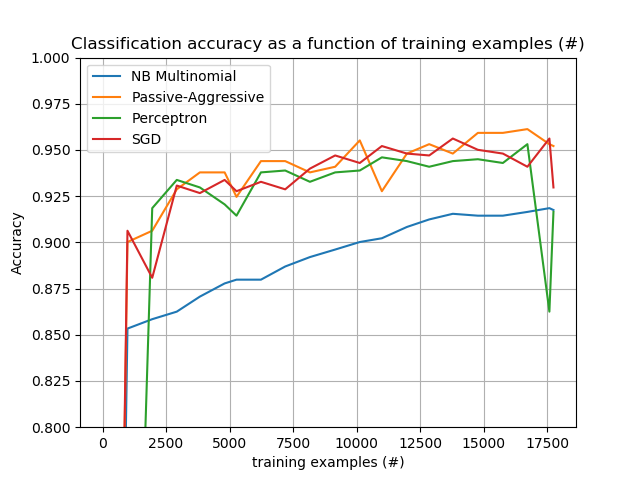 Classification accuracy as a function of training examples (#)
1.000
0.975
0.950
0.925
0.900
0.875
0.850
0.825
0.800
Accuracy
NB Multinomial
Passive-Aggressive
Perceptron
SGD
0 2500 5000 7500 10000 12500 15000 17500
training examples (#)